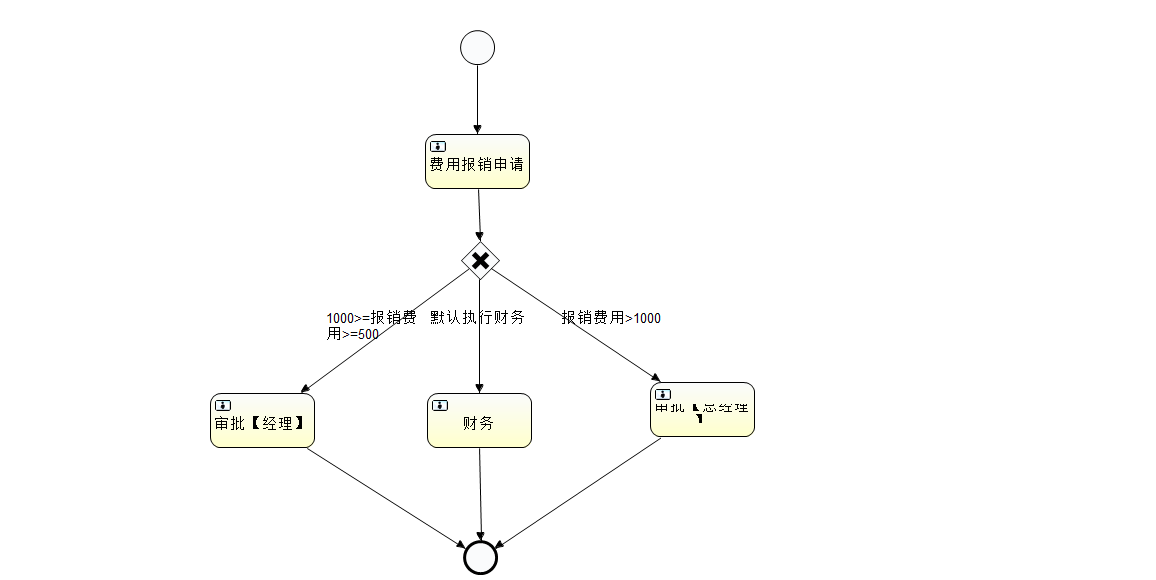 费用报销申请
1000>=报销费
用>=500
默认执行财务
报销费用>1000
审批【经理】
财务
审批【总经理
】